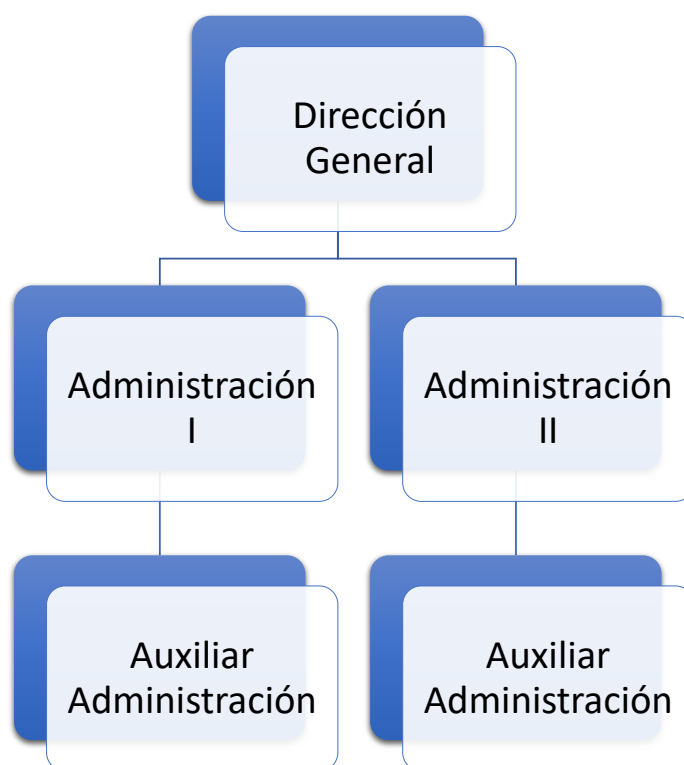 Dirección
General
Administración
I
Administración
II
Auxiliar
Administración
Auxiliar
Administración